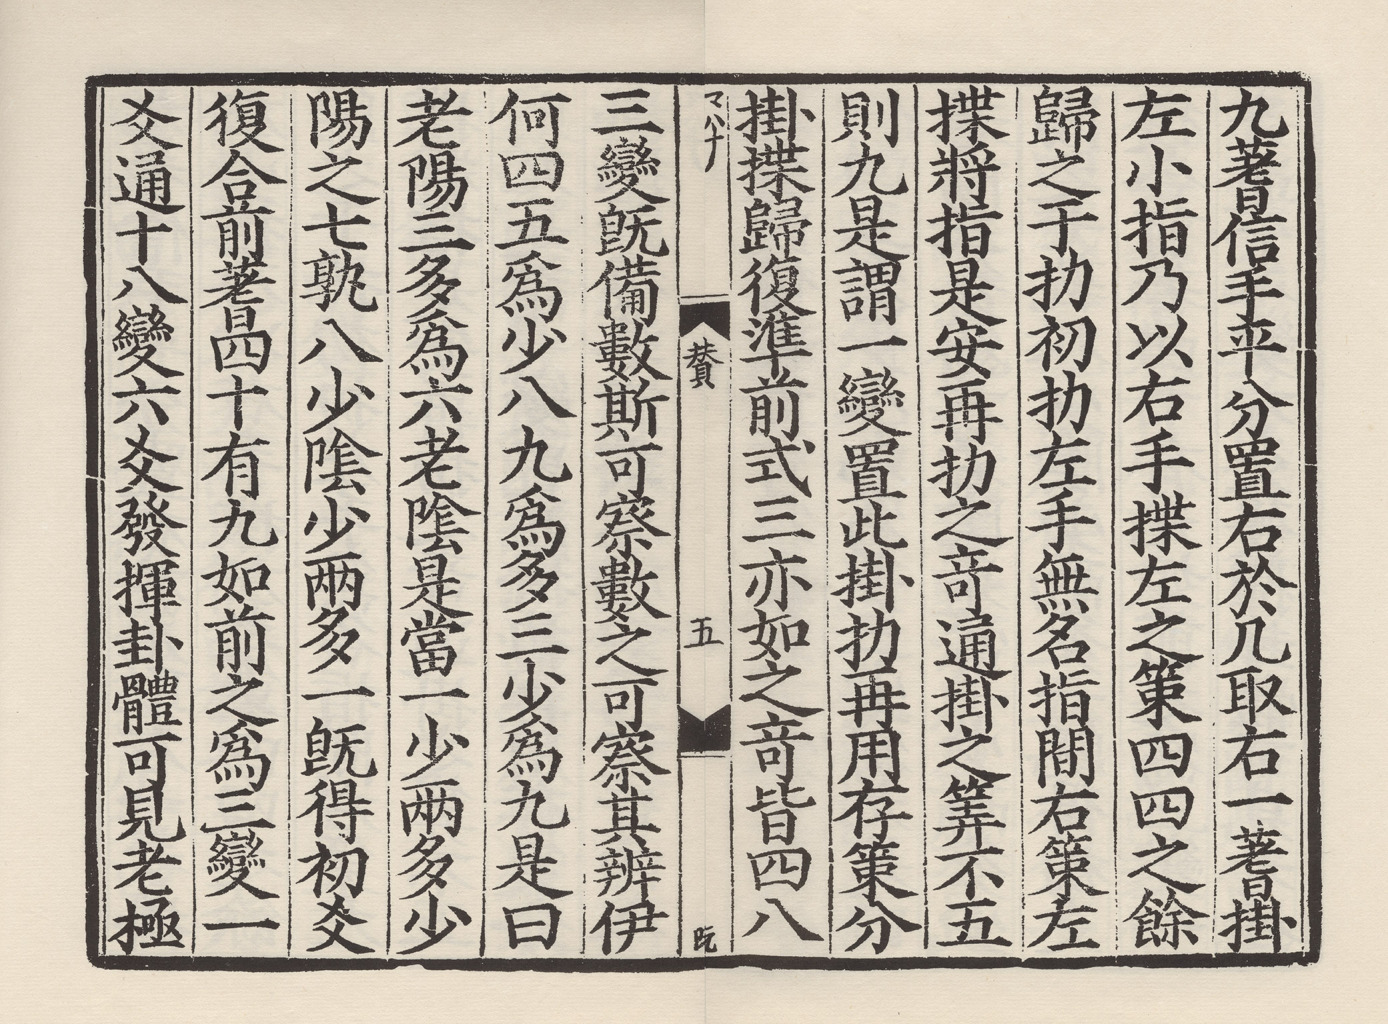 九蓍信手平分置右於几取右一蓍掛
左小指乃以右手揲左之策四四之餘
歸之于扐初扐左手無名指間右策左
揲將指是安再扐之竒通掛之筭不五
則九是謂一變置此掛扐再用存策分
掛揲歸復準前式三亦如之竒皆四八
賛
五
三變旣備數斯可察數之可察其辨伊
何四五爲少八九爲多三少爲九是曰
老陽三多爲六老隂是當一少兩多少
陽之七孰八少隂少兩多一旣得初爻
復合前蓍四十有九如前之爲三變一
爻通十八變六爻發揮卦體可見老極